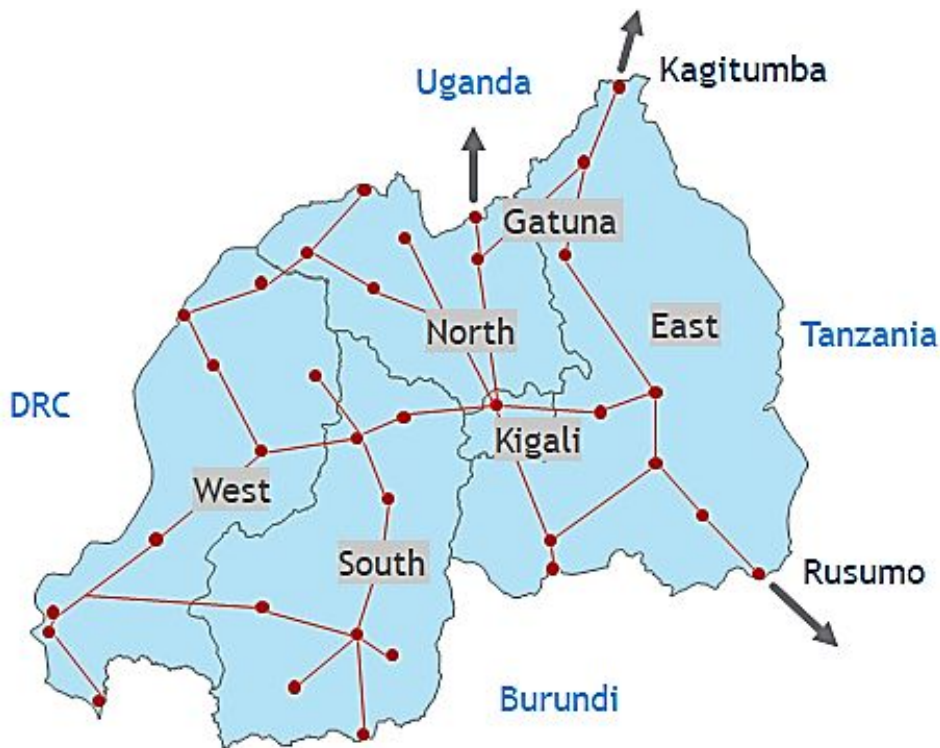 Kagitumba
Uganda
Gatuna
North
East
Tanzania
DRC
Kigali
West
South
Rusumo
Burundi